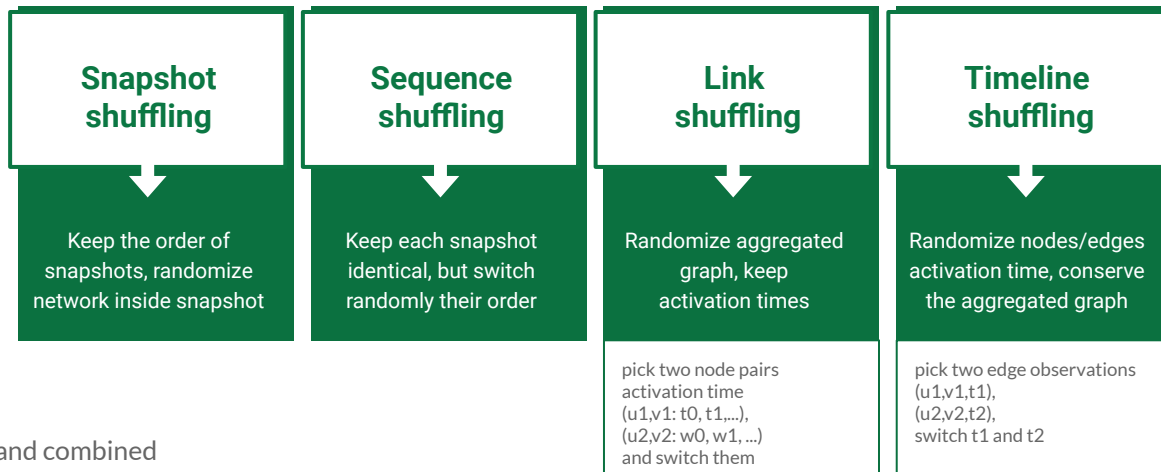 Snapshot
shuffling
Keep the order of
snapshots, randomize
network inside snapshot
Sequence
shuffling
Keep each snapshot
identical, but switch
randomly their order
Link
shuffling
Randomize aggregated
graph, keep
activation times
pick two node pairs
activation time
(u1,v1: t0, t1,...),
(u2,v2: w0, w1, ...)
and switch them
Timeline
shuffling
Randomize nodes/edges
activation time, conserve
the aggregated graph
pick two edge observations
(u1,v1,t1),
(u2,v2,t2),
switch t1 and t2
and combined